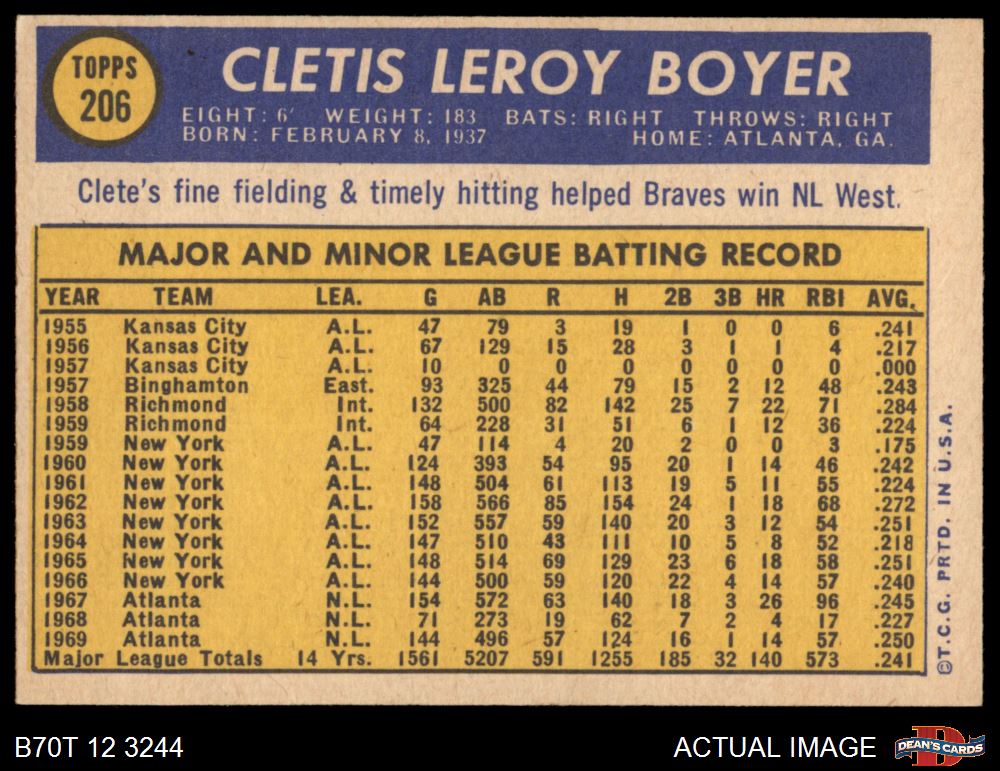 TOPPS
206
CLETIS LEROY BOYER
EIGHT: 6' WEIGHT: 183 BATS: RIGHT THROWS: RIGHT
BORN: FEBRUARY 8, 1937 HOME: ATLANTA, GA.
Clete's fine fielding & timely hitting helped Braves win NL West.
MAJOR AND MINOR LEAGUE BATTING RECORD
YEAR TEAM LEA. G AB R H 2B 3B HR RBI AVG.
1955 Kansas City A.L. 47 79 3 19 1 0 0 6 .241
1956 Kansas City A.L. 67 129 15 28 3 1 1 4 .217
1957 Kansas City A.L. 10 0 0 0 0 0 0 0 .000
1957 Binghamton East. 93 325 44 79 15 2 12 48 .243
1958 Richmond Int. 132 500 82 142 25 7 22 71 .284
1959 Richmond Int. 64 228 31 51 6 1 12 36 .224
1959 New York A.L. 47 114 4 20 2 0 0 3 .175
1960 New York A.L. 124 393 54 95 20 1 14 46 .242
1961 New York A.L. 148 504 61 113 19 5 11 55 .224
1962 New York A.L. 158 566 85 154 24 1 18 68 .272
1963 New York A.L. 152 557 59 140 20 3 12 54 .251
1964 New York A.L. 147 510 43 111 10 5 8 52 .218
1965 New York A.L. 148 514 69 129 23 6 18 58 .251
1966 New York A.L. 144 500 59 120 22 4 14 57 .240
1967 Atlanta N.L. 154 572 63 140 18 3 26 96 .245
1968 Atlanta N.L. 71 273 19 62 7 2 4 17 .227
1969 Atlanta N.L. 144 496 57 124 16 1 14 57 .250
Major League Totals 14 Yrs. 1561 5207 591 1255 185 32 140 573 .241
©T.C.G. PRTD. IN U.S.A.
B70T 12 3244
ACTUAL IMAGE
D
DEAN'S CARDS